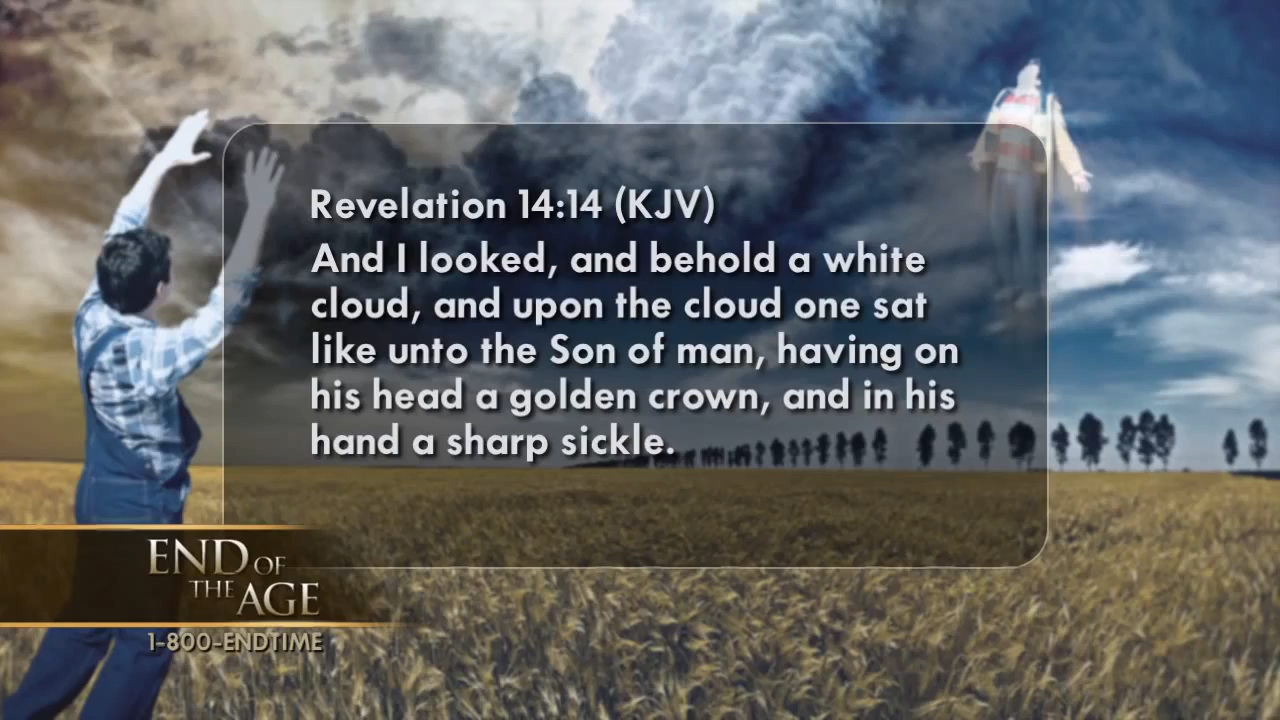 Revelation 14:14 (KJV)
And I looked, and behold a white
cloud, and upon the cloud one sat
like unto the Son of man, having on
his head a golden crown, and in his
hand a sharp sickle.
END OF
THE AGE
1-800-ENDTIME